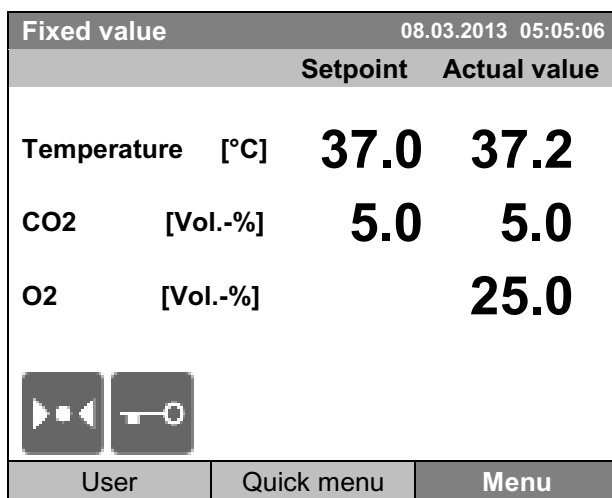 Fixed value 08.03.2013 05:05:06
Setpoint Actual value
Temperature [°C] 37.0 37.2
CO2 [Vol.-%] 5.0 5.0
O2 [Vol.-%] 25.0
User Quick menu Menu